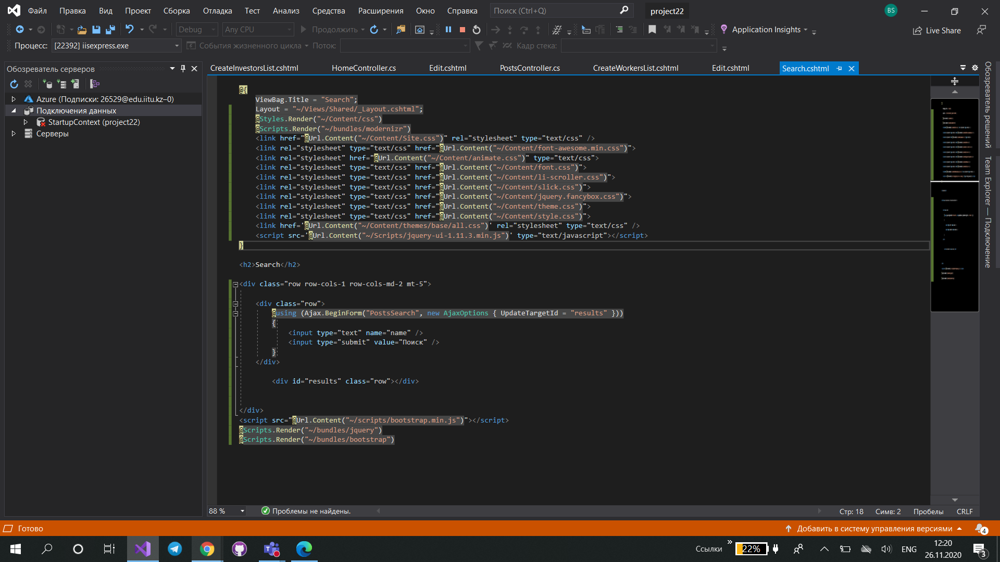 Файл Правка Вид Проект Сборка Отладка Тест Анализ Средства Расширения Окно Справка Поиск (Ctrl+Q) project22 BS
Debug Any CPU Продолжить Application Insights Live Share
Процесс: [22392] iisexpress.exe События жизненного цикла Поток: Кадр стека:
Обозреватель серверов
Azure (Подписки: 26529@edu.iitu.kz–0)
Подключения данных
StartupContext (project22)
Серверы
CreateInvestorsList.cshtml HomeController.cs Edit.cshtml PostsController.cs CreateWorkersList.cshtml Edit.cshtml Search.cshtml
@{
ViewBag.Title = "Search";
Layout = "~/Views/Shared/_Layout.cshtml";
@Styles.Render("~/Content/css")
@Scripts.Render("~/bundles/modernizr")
<link href="@Url.Content("~/Content/Site.css")" rel="stylesheet" type="text/css" />
<link rel="stylesheet" type="text/css" href="@Url.Content("~/Content/font-awesome.min.css")">
<link rel="stylesheet" href="@Url.Content("~/Content/animate.css")" type="text/css">
<link rel="stylesheet" type="text/css" href="@Url.Content("~/Content/font.css")">
<link rel="stylesheet" type="text/css" href="@Url.Content("~/Content/li-scroller.css")">
<link rel="stylesheet" type="text/css" href="@Url.Content("~/Content/slick.css")">
<link rel="stylesheet" type="text/css" href="@Url.Content("~/Content/jquery.fancybox.css")">
<link rel="stylesheet" type="text/css" href="@Url.Content("~/Content/theme.css")">
<link rel="stylesheet" type="text/css" href="@Url.Content("~/Content/style.css")">
<link href='@Url.Content("~/Content/themes/base/all.css")' rel="stylesheet" type="text/css" />
<script src='@Url.Content("~/Scripts/jquery-ui-1.11.3.min.js")' type="text/javascript"></script>
}
<h2>Search</h2>
<div class="row row-cols-1 row-cols-md-2 mt-5">
<div class="row">
@using (Ajax.BeginForm("PostsSearch", new AjaxOptions { UpdateTargetId = "results" }))
{
<input type="text" name="name" />
<input type="submit" value="Поиск" />
}
</div>
<div id="results" class="row"></div>
</div>
<script src="@Url.Content("~/scripts/bootstrap.min.js")"></script>
@Scripts.Render("~/bundles/jquery")
@Scripts.Render("~/bundles/bootstrap")
Обозреватель решений
Team Explorer — Подключение
88 % Проблемы не найдены. Стр: 18 Симв: 2 Пробелы CRLF
Готово Добавить в систему управления версиями 4
Ссылки 22% ENG 12:20
26.11.2020 3